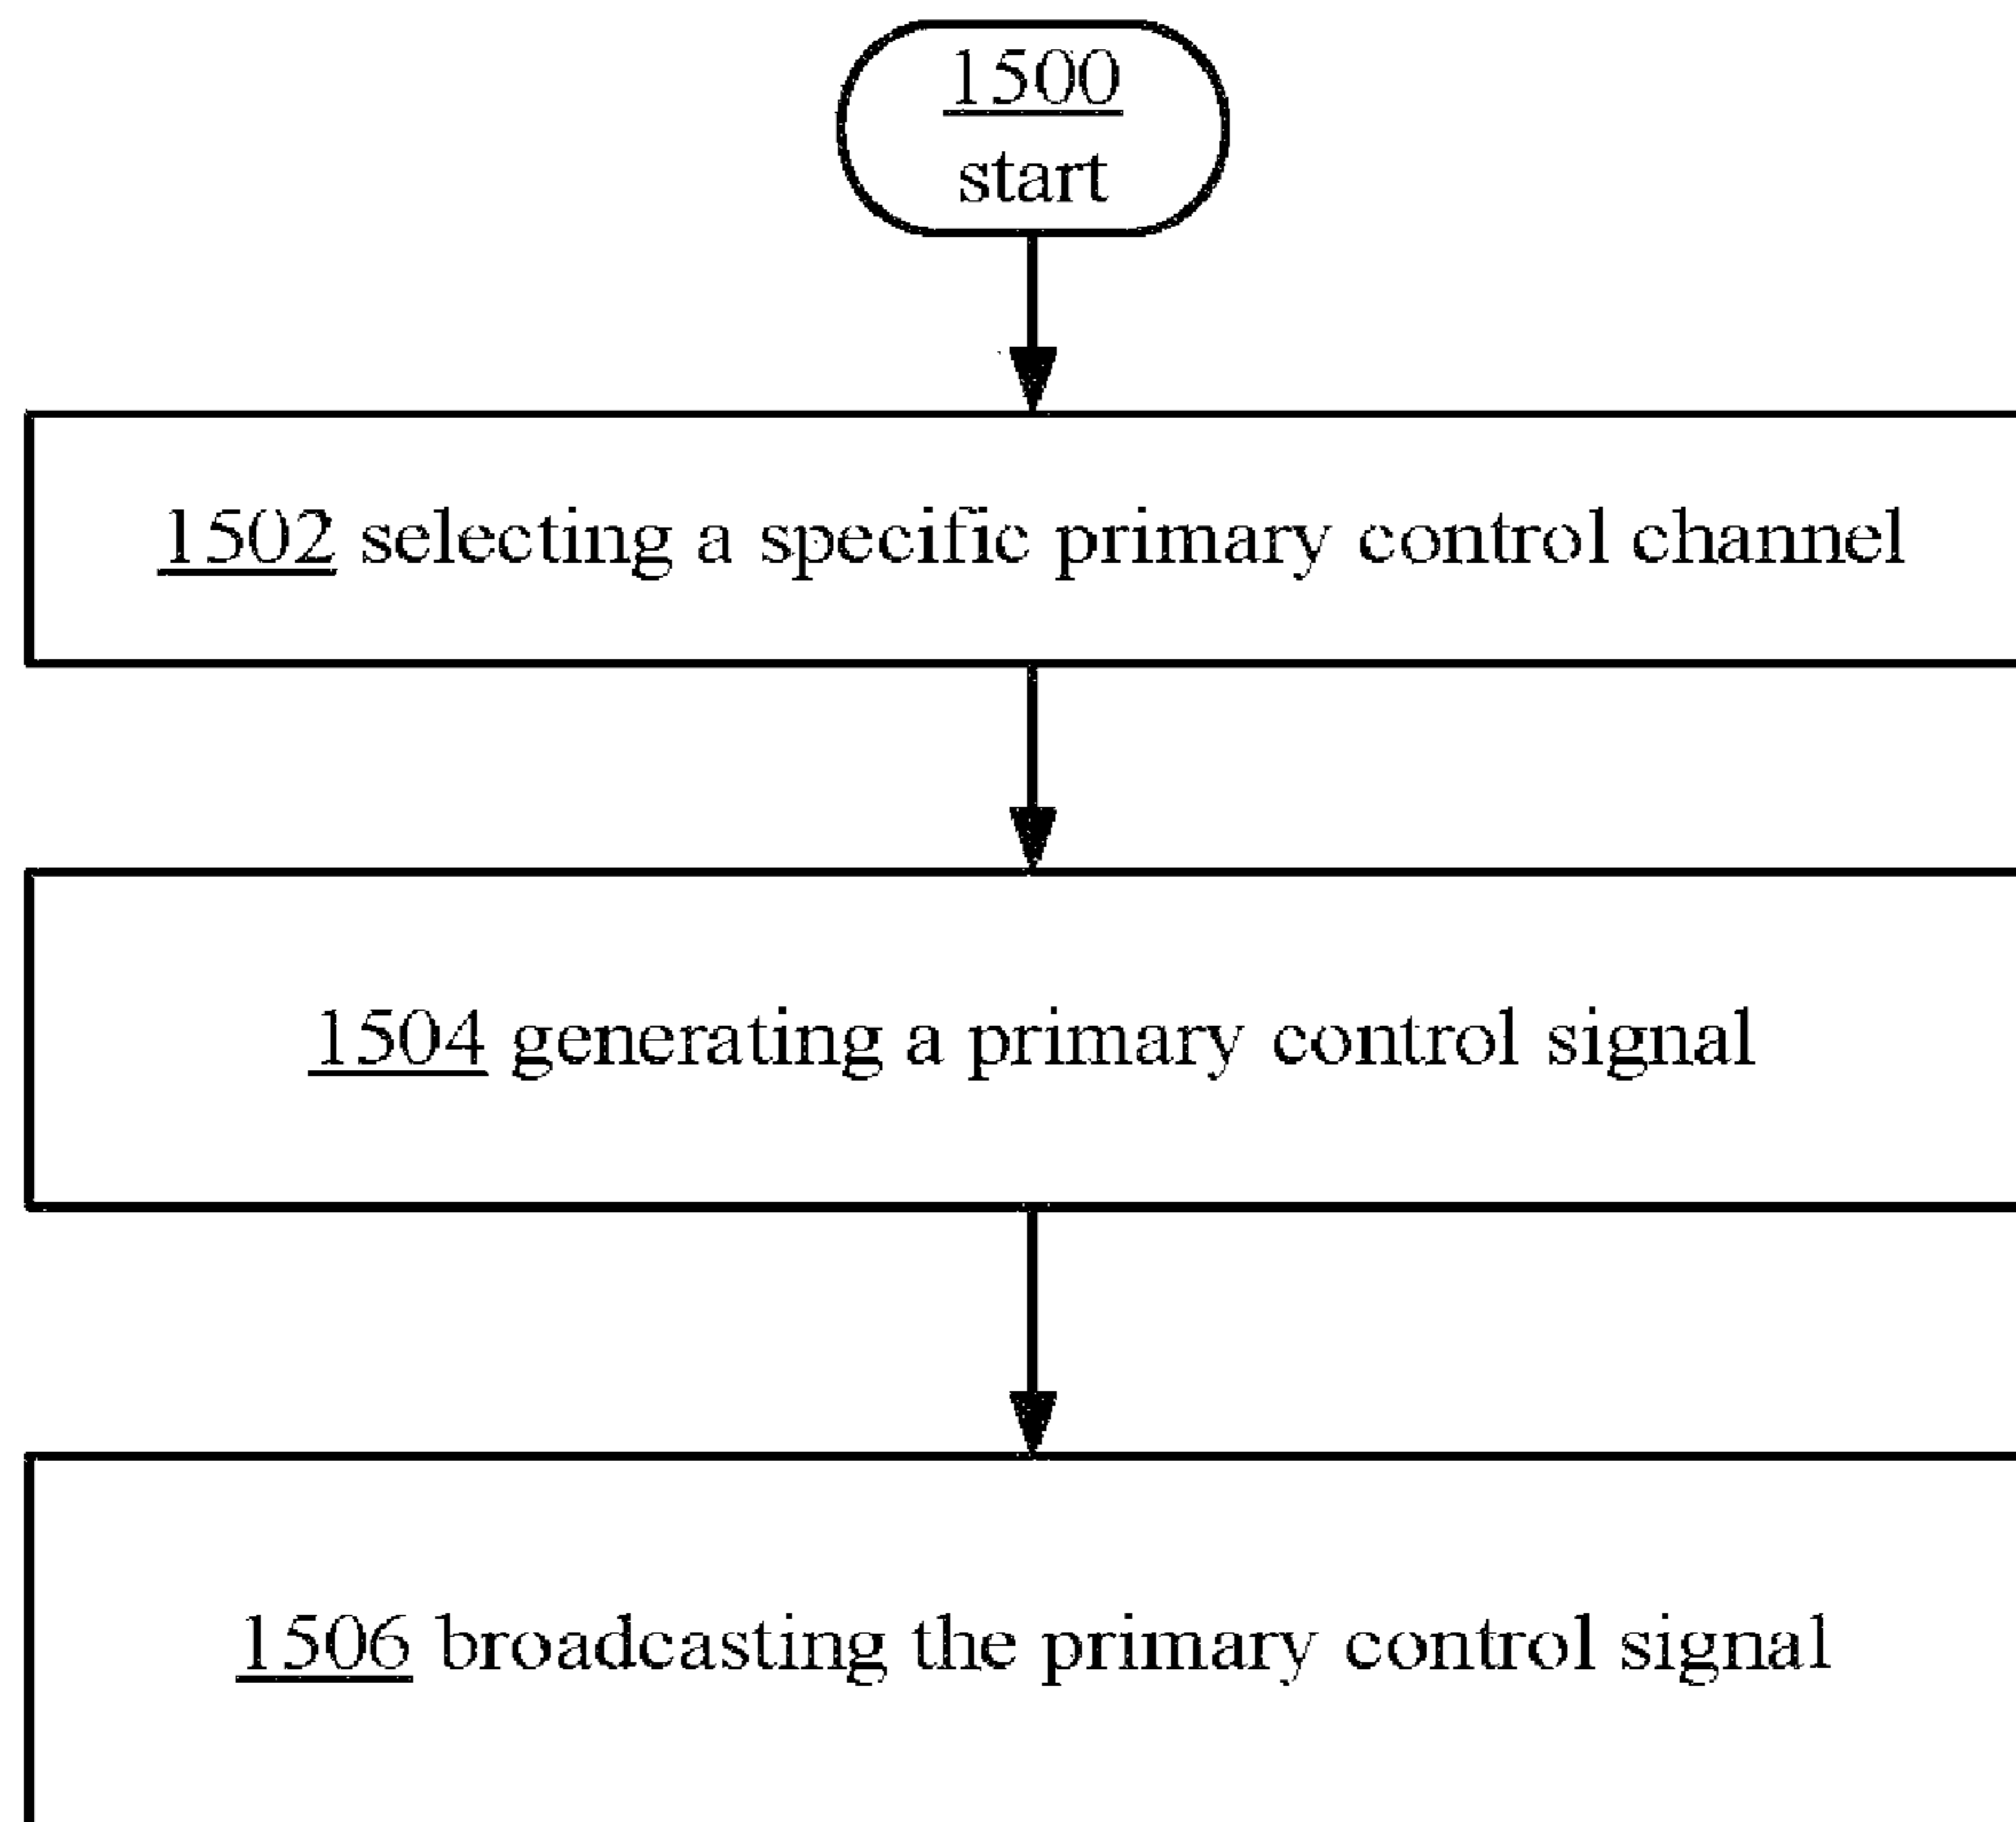 1500
start
1502 selecting a specific primary control channel
1504 generating a primary control signal
1506 broadcasting the primary control signal